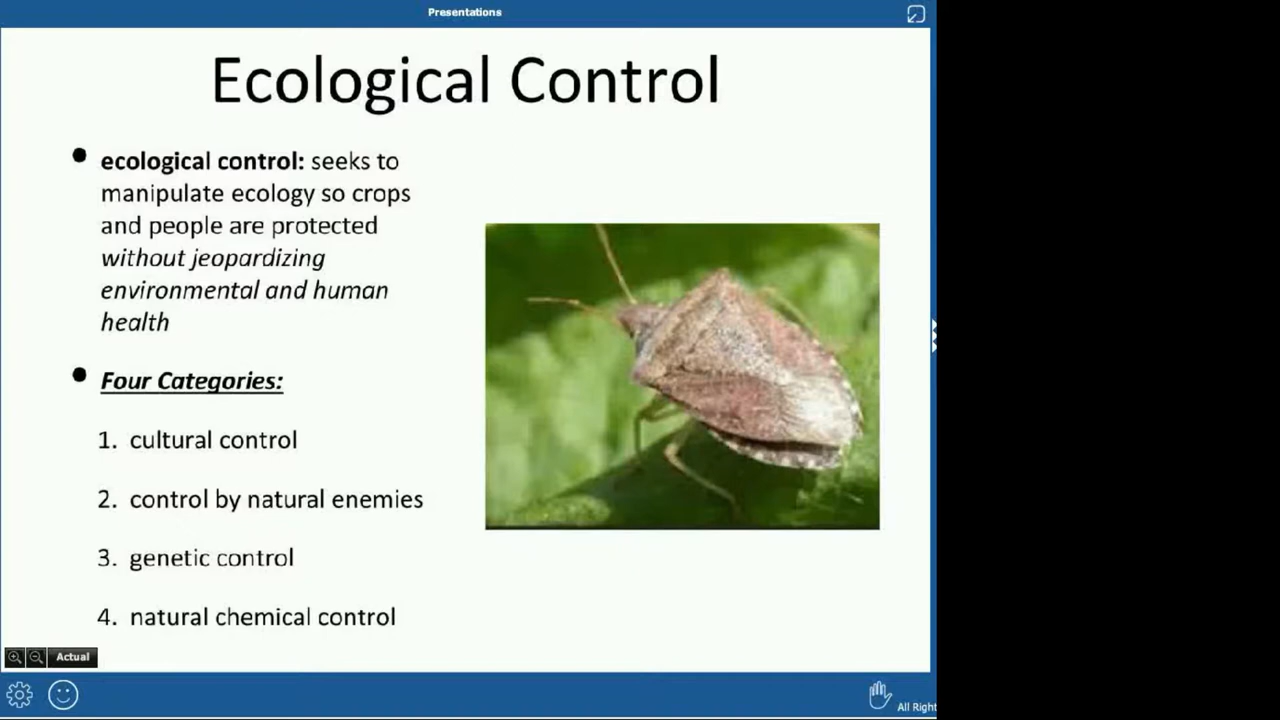 Presentations
Ecological Control
• ecological control: seeks to
manipulate ecology so crops
and people are protected
without jeopardizing
environmental and human
health
• Four Categories:
1. cultural control
2. control by natural enemies
3. genetic control
4. natural chemical control
Actual
All Right